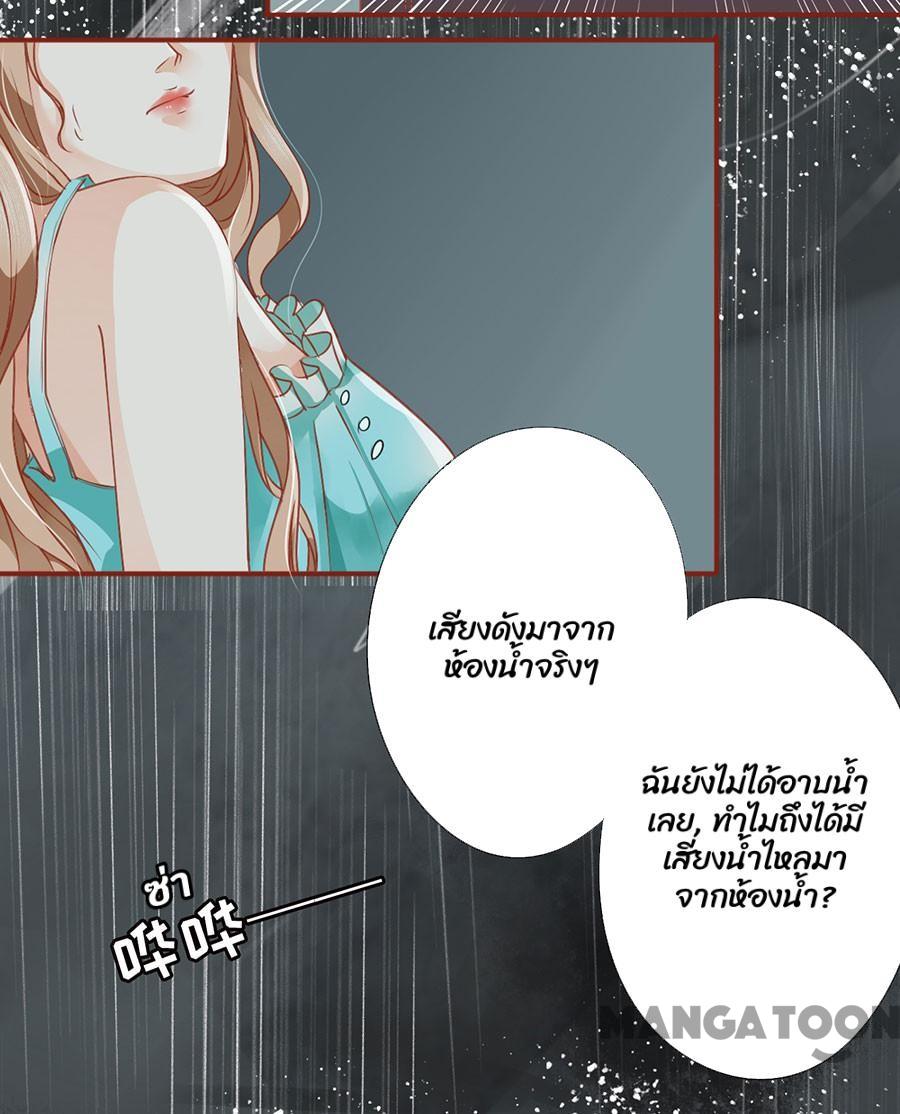 เสียงดังมาจาก
ห้องน้ำจริงๆ
ฉันยังไม่ได้อาบน้ำ
เลย, ทำไมถึงได้มี
เสียงน้ำไหลมา
จากห้องน้ำ?
ซ่า
哗哗——
MANGATOON